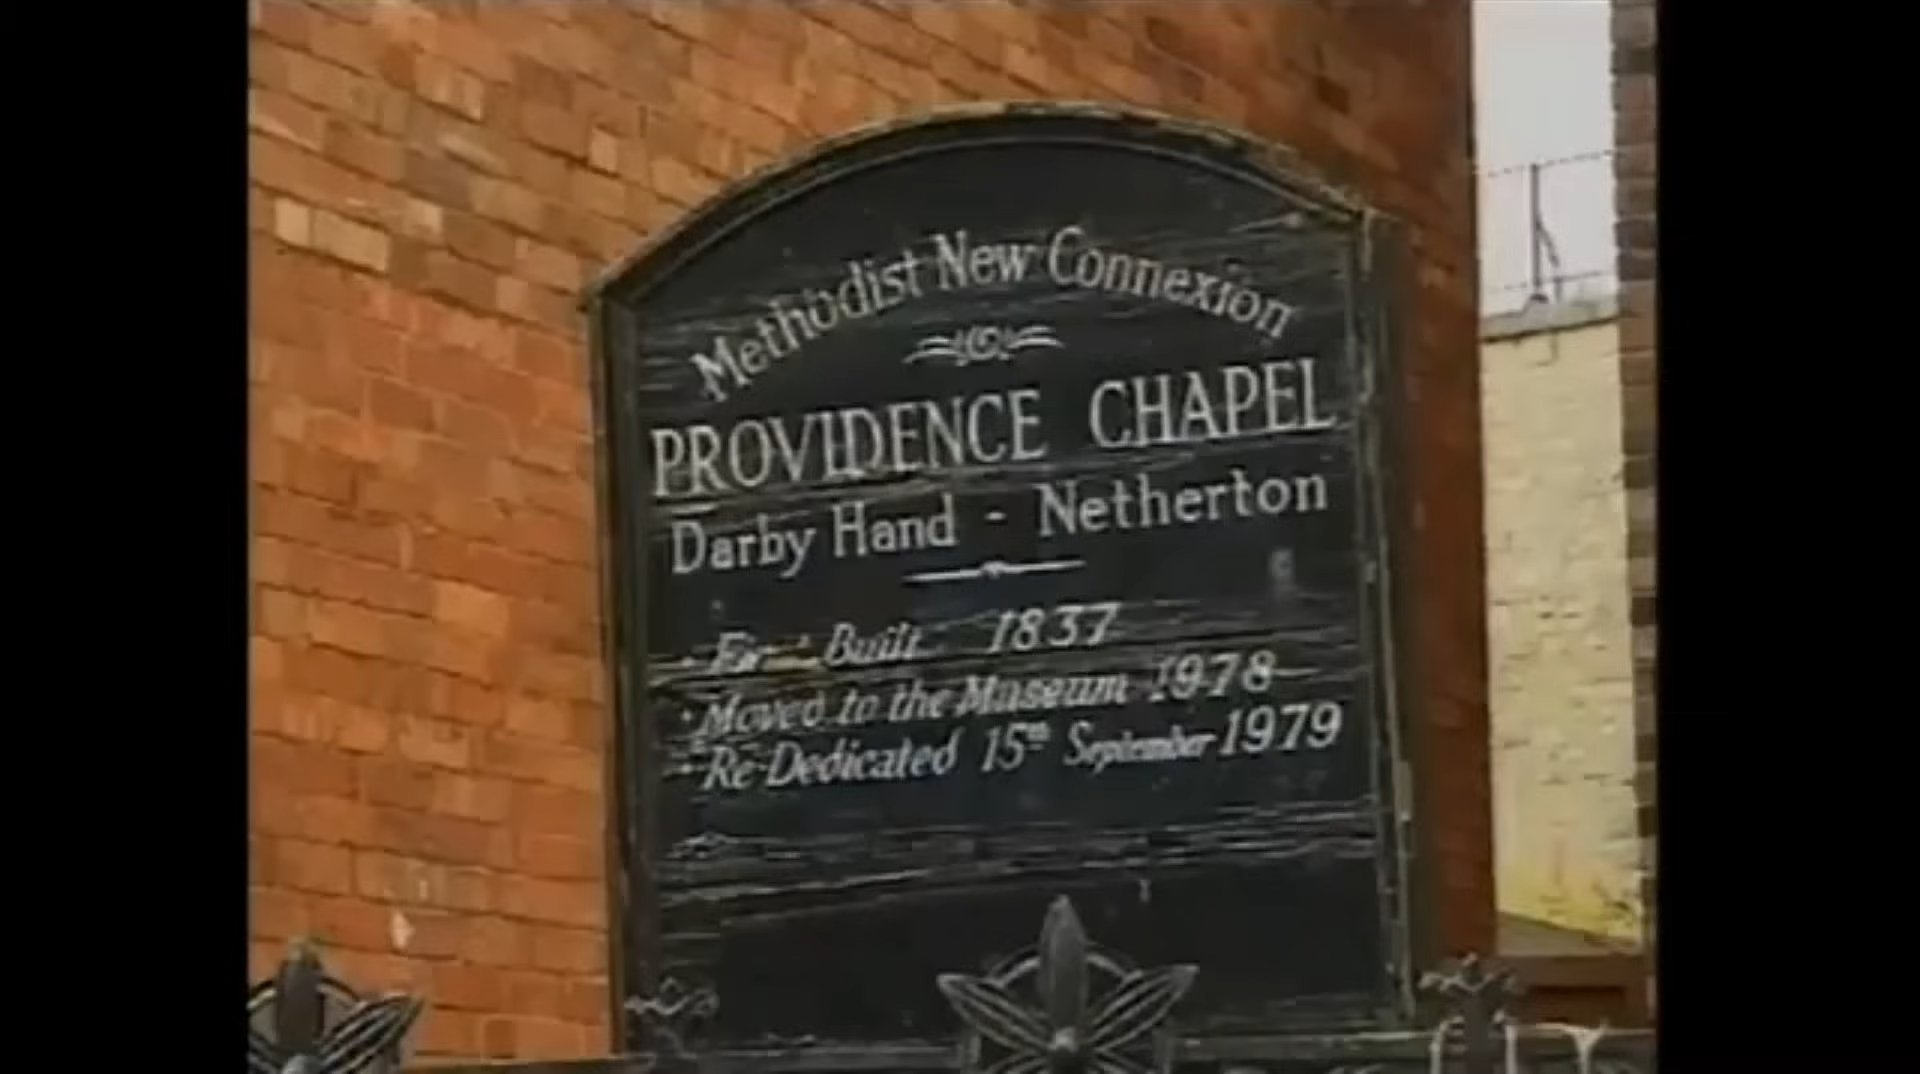 Methodist New Connexion
PROVIDENCE CHAPEL
Darby Hand - Netherton
· Built 1837
· Moved to the Museum 1978
· Re-Dedicated 15th September 1979